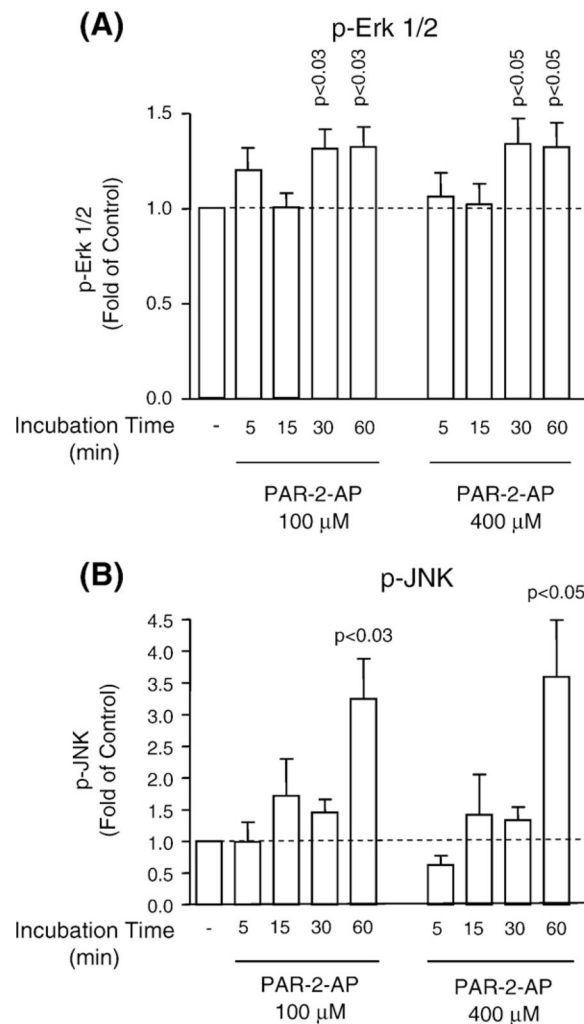 (A)
p-Erk 1/2
p<0.03
p<0.03
p<0.05
p<0.05
p-Erk 1/2
(Fold of Control)
1.5
1.0
0.5
0.0
Incubation Time
(min)
- 5 15 30 60 5 15 30 60
PAR-2-AP
100 μM
PAR-2-AP
400 μM
(B)
p-JNK
p<0.03
p<0.05
p-JNK
(Fold of Control)
4.5
4.0
3.5
3.0
2.5
2.0
1.5
1.0
0.5
0.0
Incubation Time
(min)
- 5 15 30 60 5 15 30 60
PAR-2-AP
100 μM
PAR-2-AP
400 μM